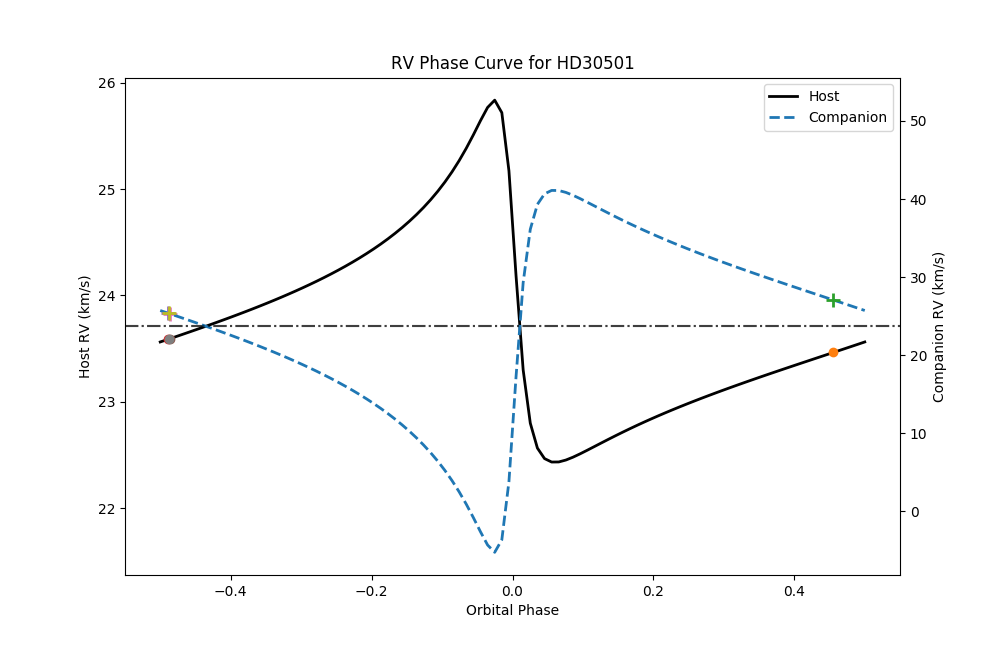 RV Phase Curve for HD30501
Host
Companion
Host RV (km/s)
26
25
24
23
22
50
40
30
20
10
0
Companion RV (km/s)
−0.4
−0.2
0.0
0.2
0.4
Orbital Phase